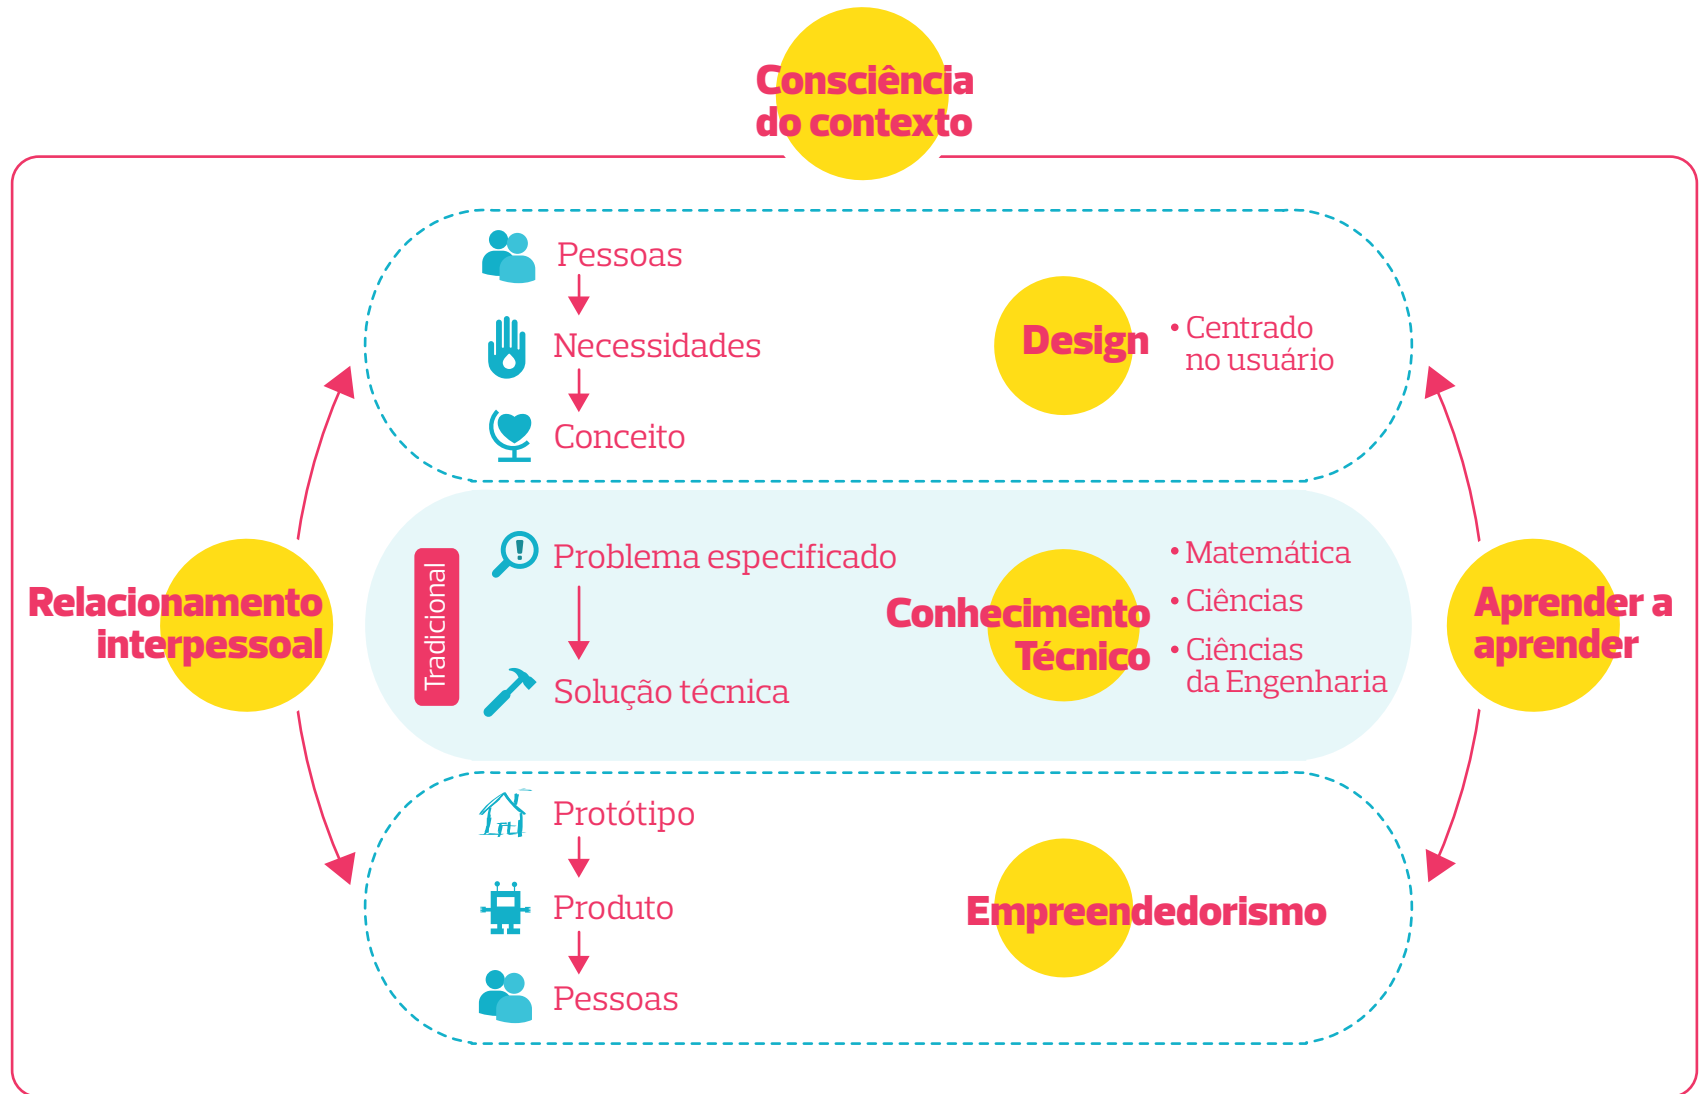 Consciência
do contexto
Pessoas
Necessidades
Conceito
Design
• Centrado
no usuário
Relacionamento
interpessoal
Tradicional
Problema especificado
Solução técnica
Conhecimento
Técnico
• Matemática
• Ciências
• Ciências
da Engenharia
Aprender a
aprender
Protótipo
Produto
Pessoas
Empreendedorismo